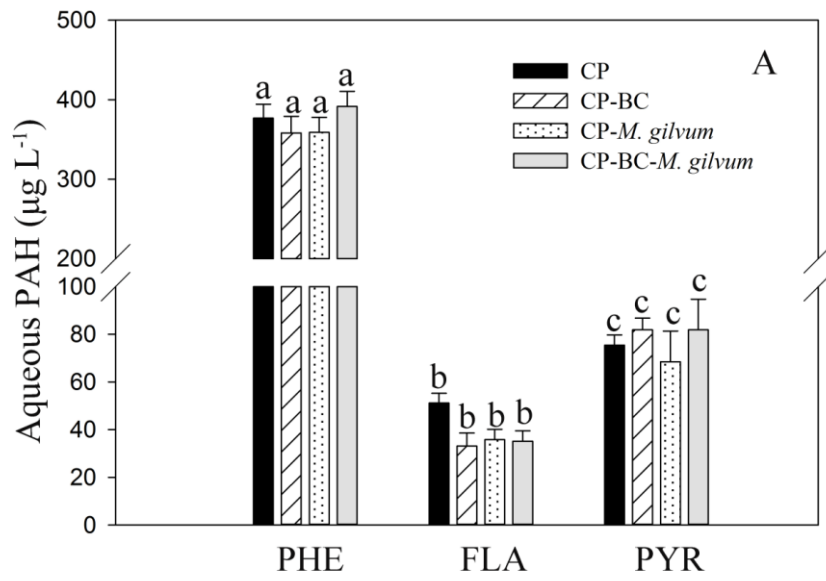 A
CP
CP-BC
CP-M. gilvum
CP-BC-M. gilvum
Aqueous PAH (µg L⁻¹)
500
400
300
200
100
80
60
40
20
0
a a a a
b b b b
c c c c
PHE FLA PYR